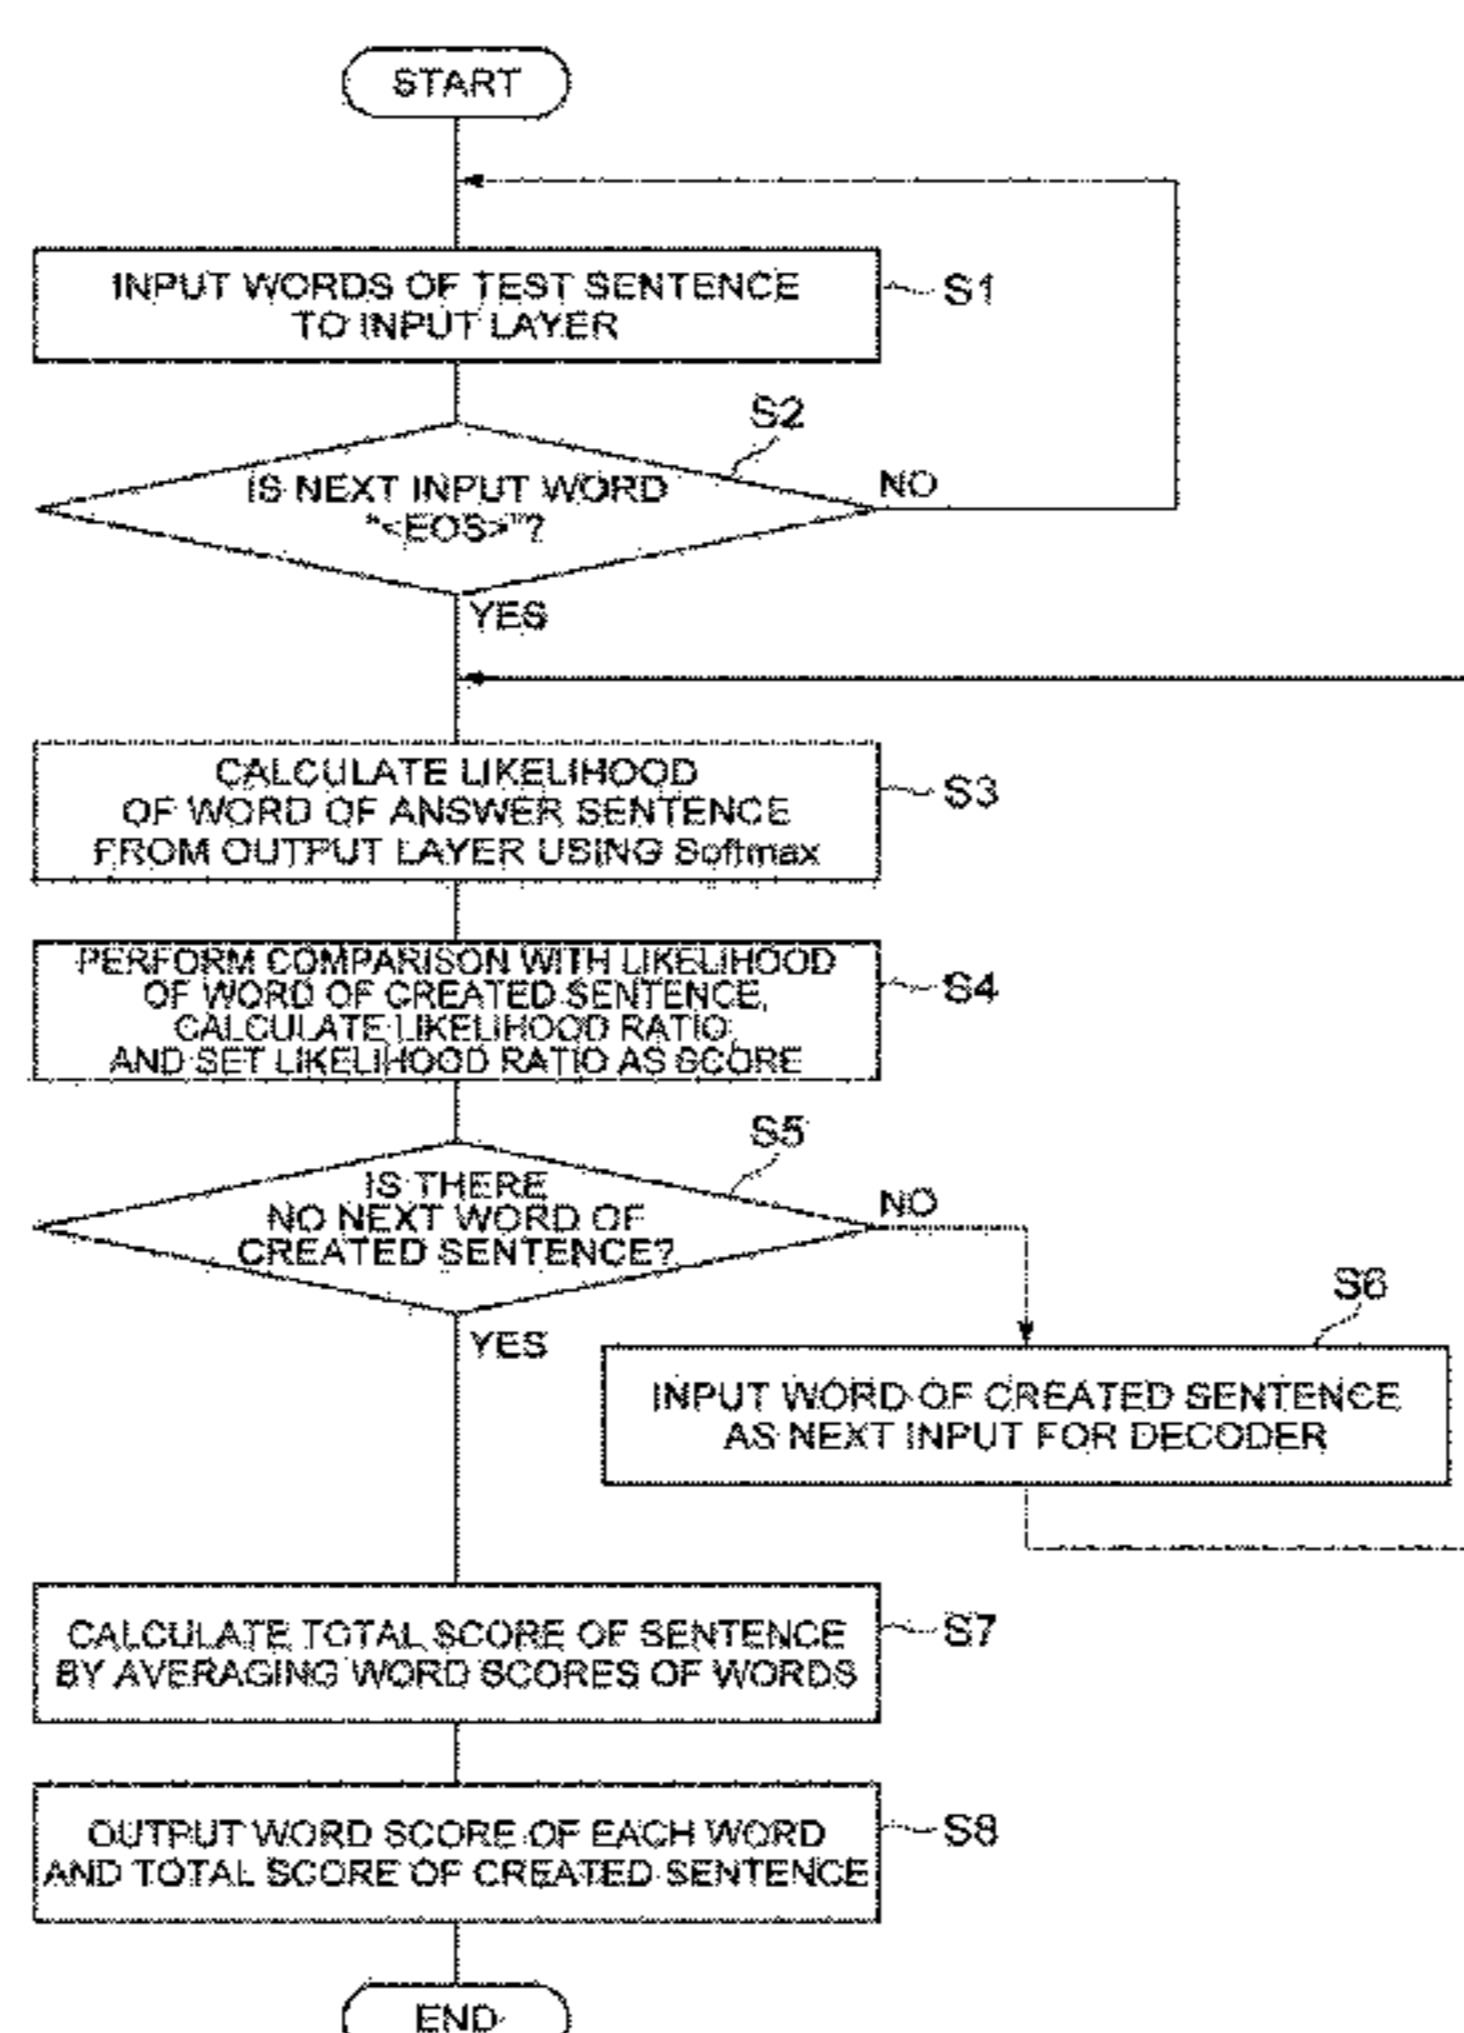 START
INPUT WORDS OF TEST SENTENCE
TO INPUT LAYER
S1
S2
IS NEXT INPUT WORD
"<EOS>"?
NO
YES
CALCULATE LIKELIHOOD
OF WORD OF ANSWER SENTENCE
FROM OUTPUT LAYER USING Softmax
S3
PERFORM COMPARISON WITH LIKELIHOOD
OF WORD OF CREATED SENTENCE,
CALCULATE LIKELIHOOD RATIO,
AND SET LIKELIHOOD RATIO AS SCORE
S4
S5
IS THERE
NO NEXT WORD OF
CREATED SENTENCE?
NO
YES
S6
INPUT WORD OF CREATED SENTENCE
AS NEXT INPUT FOR DECODER
CALCULATE TOTAL SCORE OF SENTENCE
BY AVERAGING WORD SCORES OF WORDS
S7
OUTPUT WORD SCORE OF EACH WORD
AND TOTAL SCORE OF CREATED SENTENCE
S8
END